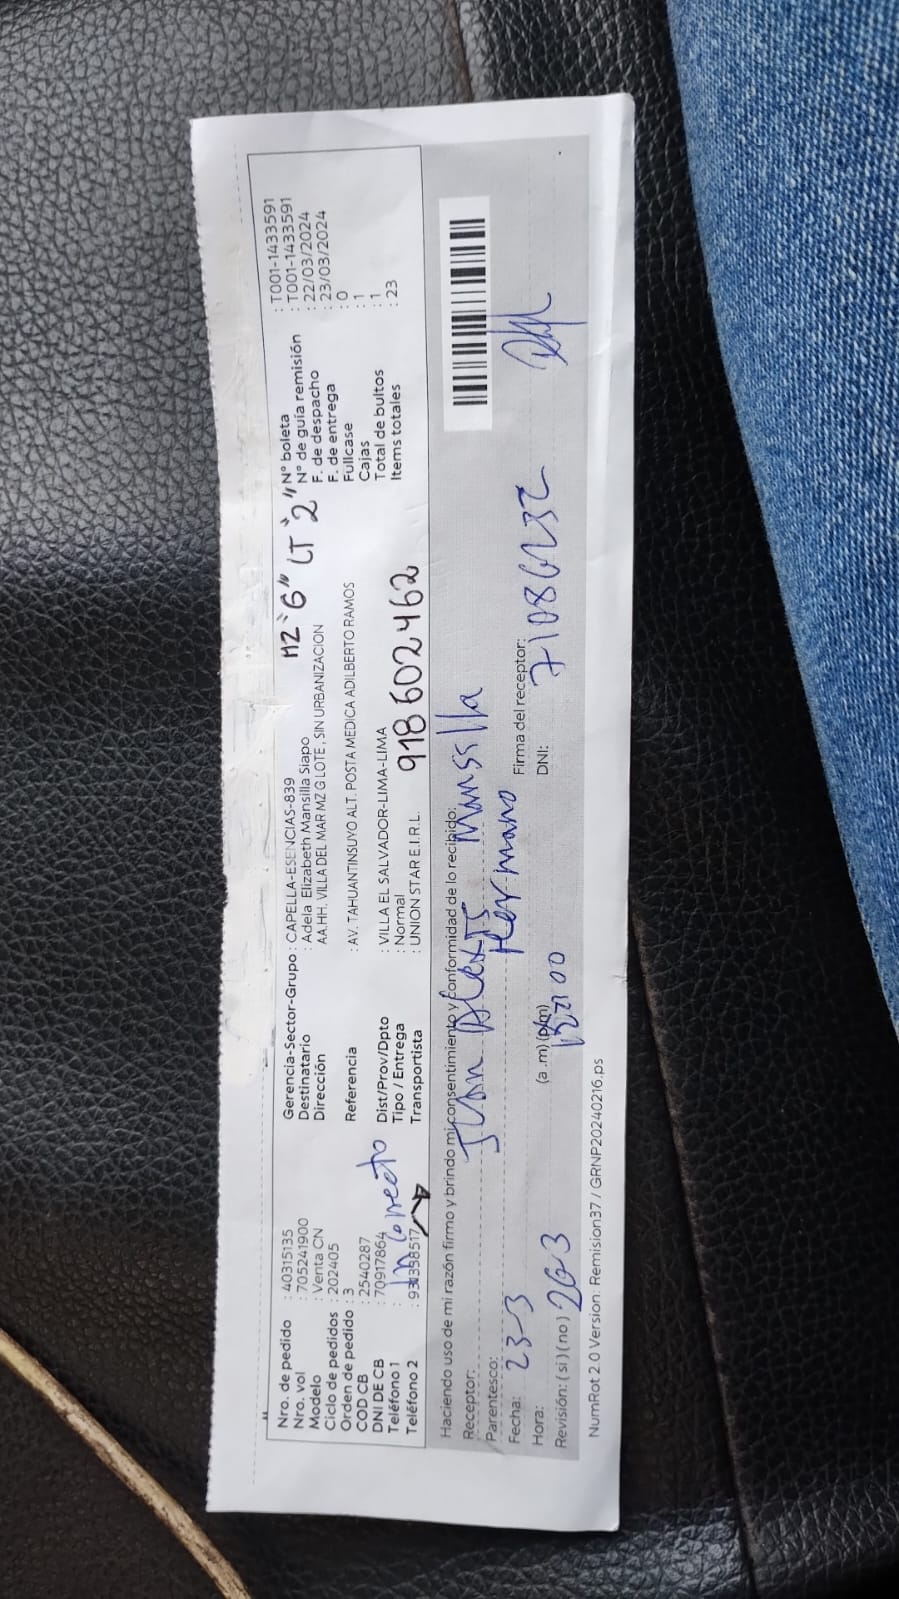 Nro. de pedido : 40315135
Nro. vol : 705241900
Modelo : Venta CN
Ciclo de pedidos : 202405
Orden de pedido : 3
COD CB : 2540287
DNI DE CB : 70917864
Teléfono 1 : Incorrecto
Teléfono 2 : 931358517
Gerencia-Sector-Grupo : CAPELLA-ESENCIAS-839
Destinatario : Adela Elizabeth Mansilla Siapo
MZ "G" LT "2"
Dirección AA.HH. VILLA DEL MAR MZ G LOTE , SIN URBANIZACION
Referencia : AV. TAHUANTINSUYO ALT. POSTA MEDICA ADILBERTO RAMOS
Dist/Prov/Dpto : VILLA EL SALVADOR-LIMA-LIMA
Tipo / Entrega : Normal
Transportista : UNION STAR E.I.R.L.
918602462
N° boleta : T001-1433591
N° de guía remisión : T001-1433591
F. de despacho : 22/03/2024
F. de entrega : 23/03/2024
Fullcase : 0
Cajas : 1
Total de bultos : 1
Items totales : 23
Haciendo uso de mi razón firmo y brindo mi consentimiento y conformidad de lo recibido:
Receptor: Juan Alexis Mansilla
Parentesco: Hermano
Fecha: 23-3
Hora: (a .m) (p/m)
Revisión: ( si ) ( no )
Firma del receptor:
DNI:
NumRot 2.0 Version: Remision37 / GRNP20240216.ps